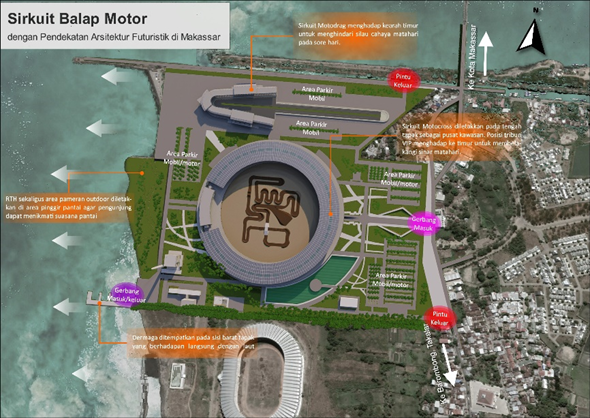 Sirkuit Balap Motor
dengan Pendekatan Arsitektur Futuristik di Makassar
Sirkuit Motodrag menghadap kearah timur
untuk menghindari silau cahaya matahari
pada sore hari.
Ke Kota Makassar
N
Pintu
Keluar
Area Parkir
Mobil
Area Parkir
Mobil
Sirkuit Motocross diletakkan pada tengah
tapak sebagai pusat kawasan. Posisi tribun
VIP menghadap ke timur untuk membela-
kangi sinar matahari.
Area Parkir
Mobil/motor
Area Parkir
Mobil/motor
RTH sekaligus area pameran outdoor diletak-
kan di area pinggir pantai agar pengunjung
dapat menikmati suasana pantai
Gerbang
Masuk
Area Parkir
Mobil/motor
Gerbang
Masuk/keluar
Pintu
Keluar
Dermaga ditempatkan pada sisi barat tapak
yang berhadapan langsung dengan laut
Ke Barombong, Takalar